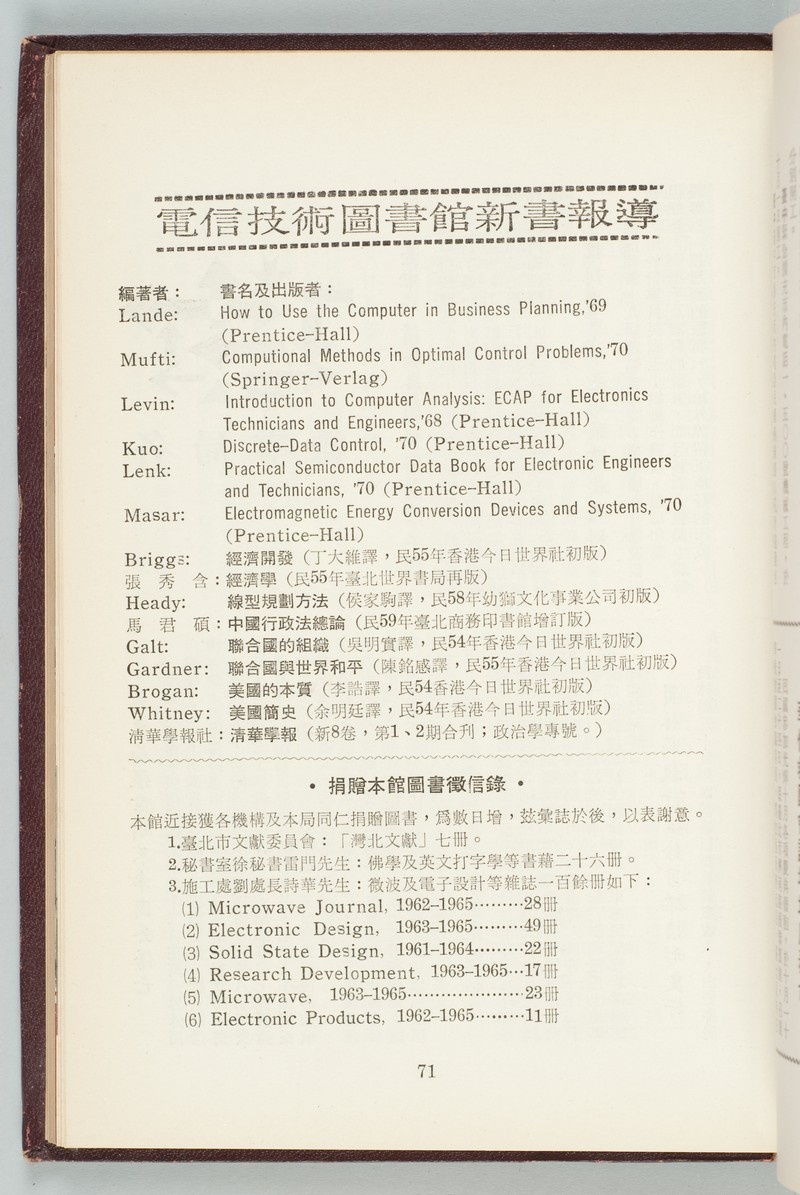 電信技術圖書館新書報導
編著者： 書名及出版者：
Lande: How to Use the Computer in Business Planning,'69
(Prentice-Hall)
Mufti: Computional Methods in Optimal Control Problems,'70
(Springer-Verlag)
Levin: Introduction to Computer Analysis: ECAP for Electronics
Technicians and Engineers,'68 (Prentice-Hall)
Kuo: Discrete-Data Control, '70 (Prentice-Hall)
Lenk: Practical Semiconductor Data Book for Electronic Engineers
and Technicians, '70 (Prentice-Hall)
Masar: Electromagnetic Energy Conversion Devices and Systems, '70
(Prentice-Hall)
Briggs: 經濟開發（丁大維譯，民55年香港今日世界社初版）
張秀含：經濟學（民55年臺北世界書局再版）
Heady: 線型規劃方法（侯家駒譯，民58年幼獅文化事業公司初版）
馬君碩：中國行政法總論（民59年臺北商務印書館增訂版）
Galt: 聯合國的組織（吳明實譯，民54年香港今日世界社初版）
Gardner: 聯合國與世界和平（陳銘感譯，民55年香港今日世界社初版）
Brogan: 美國的本質（李誥譯，民54香港今日世界社初版）
Whitney: 美國簡史（余明廷譯，民54年香港今日世界社初版）
清華學報社：清華學報（新8卷，第1、2期合刋；政治學專號。）
• 捐贈本館圖書徵信錄 •
本館近接獲各機構及本局同仁捐贈圖書，爲數日增，玆彙誌於後，以表謝意。
1.臺北市文獻委員會：「灣北文獻」七冊。
2.秘書室徐秘書雷門先生：佛學及英文打字學等書藉二十六冊。
3.施工處劉處長詩華先生：微波及電子設計等雜誌一百餘冊如下：
(1) Microwave Journal, 1962-1965………28冊
(2) Electronic Design, 1963-1965………49冊
(3) Solid State Design, 1961-1964………22冊
(4) Research Development, 1963-1965…17冊
(5) Microwave, 1963-1965…………………23冊
(6) Electronic Products, 1962-1965………11冊
71